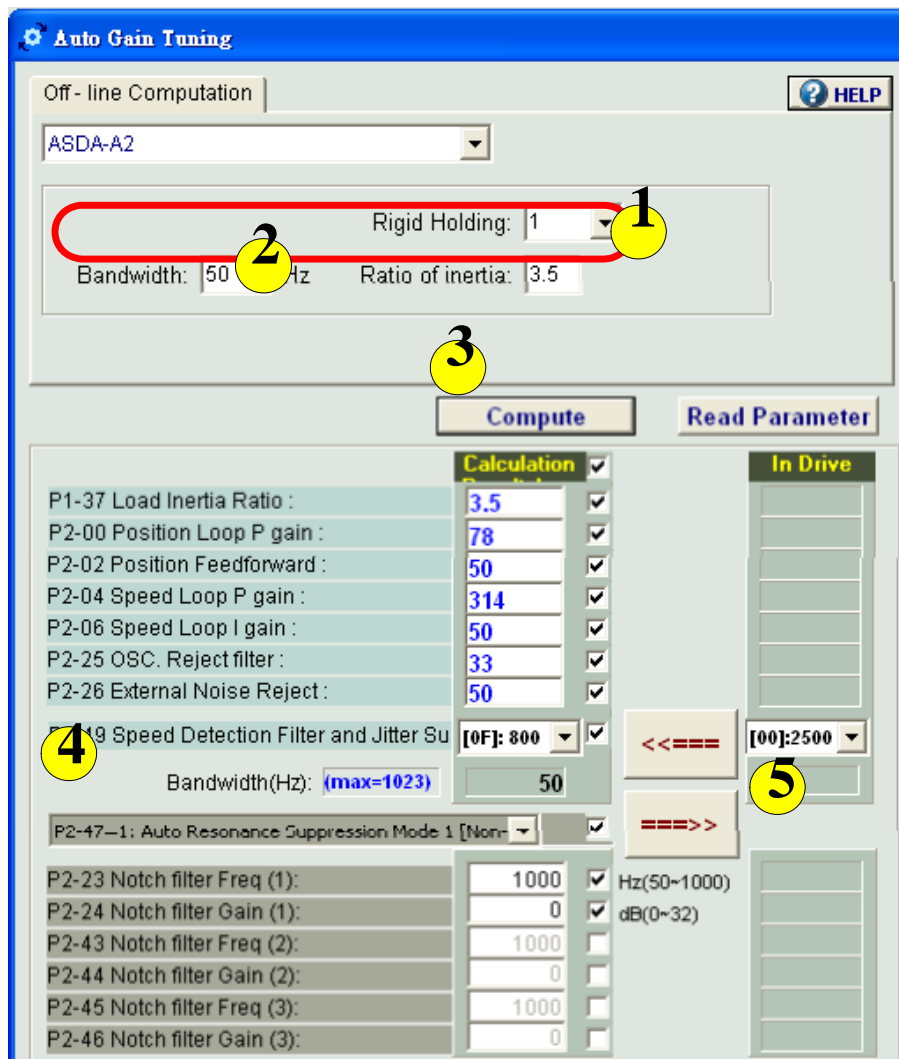 Auto Gain Tuning
Off - line Computation
HELP
ASDA-A2
Rigid Holding: 1
1
2
Bandwidth: 50 Hz Ratio of inertia: 3.5
3
Compute Read Parameter
Calculation In Drive
P1-37 Load Inertia Ratio : 3.5
P2-00 Position Loop P gain : 78
P2-02 Position Feedforward : 50
P2-04 Speed Loop P gain : 314
P2-06 Speed Loop I gain : 50
P2-25 OSC. Reject filter : 33
P2-26 External Noise Reject : 50
4
Speed Detection Filter and Jitter Su [0F]: 800 <<=== [00]:2500
Bandwidth(Hz): (max=1023) 50
5
P2-47--1: Auto Resonance Suppression Mode 1 [Non- ===>>
P2-23 Notch filter Freq (1): 1000 Hz(50~1000)
P2-24 Notch filter Gain (1): 0 dB(0~32)
P2-43 Notch filter Freq (2): 1000
P2-44 Notch filter Gain (2): 0
P2-45 Notch filter Freq (3): 1000
P2-46 Notch filter Gain (3): 0